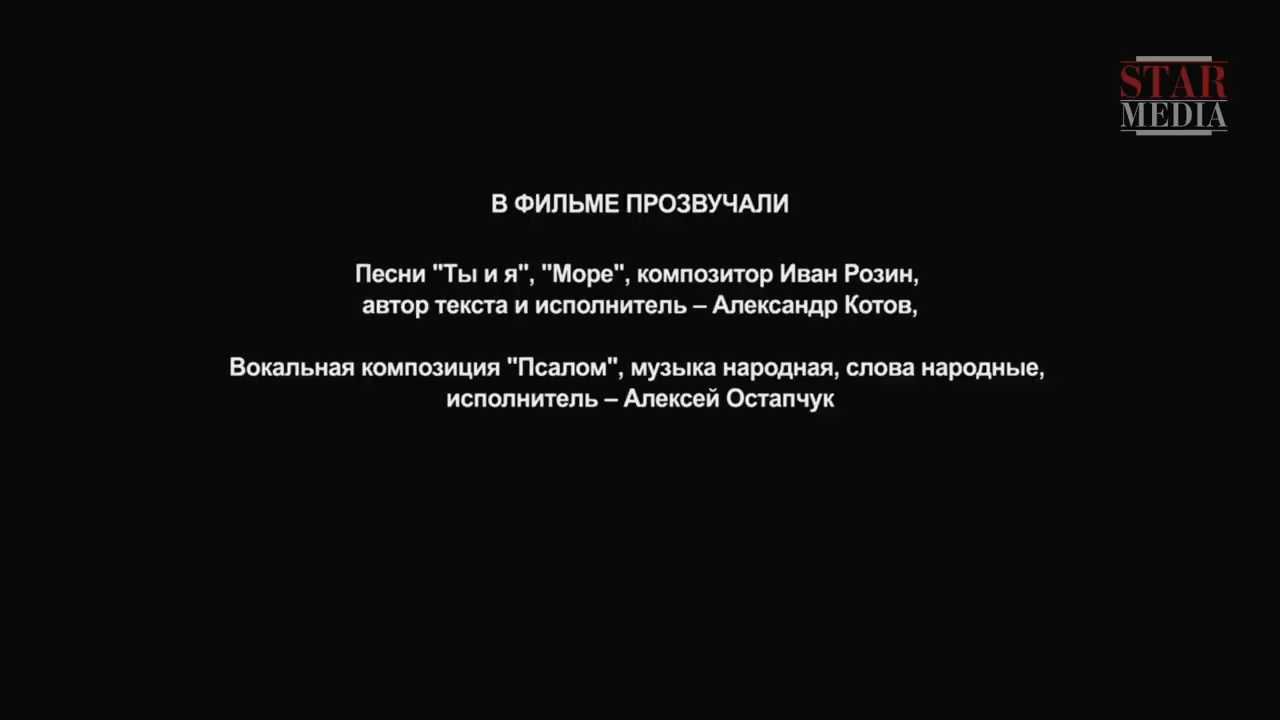 STAR
MEDIA
В ФИЛЬМЕ ПРОЗВУЧАЛИ
Песни "Ты и я", "Море", композитор Иван Розин,
автор текста и исполнитель – Александр Котов,
Вокальная композиция "Псалом", музыка народная, слова народные,
исполнитель – Алексей Остапчук